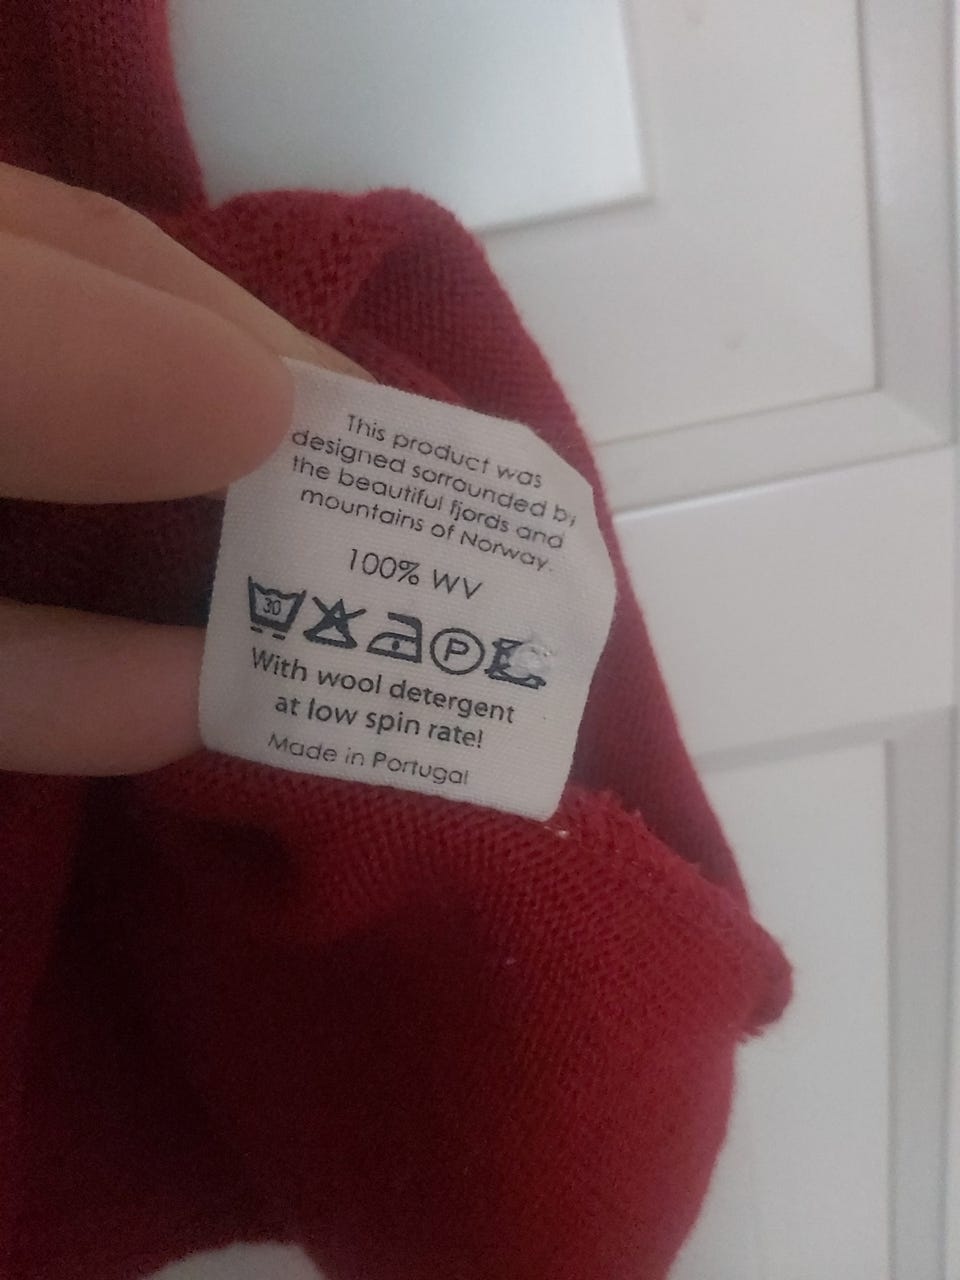 This product was
designed sorrounded by
the beautiful fjords and
mountains of Norway.
100% WV
30
P
With wool detergent
at low spin rate!
Made in Portugal